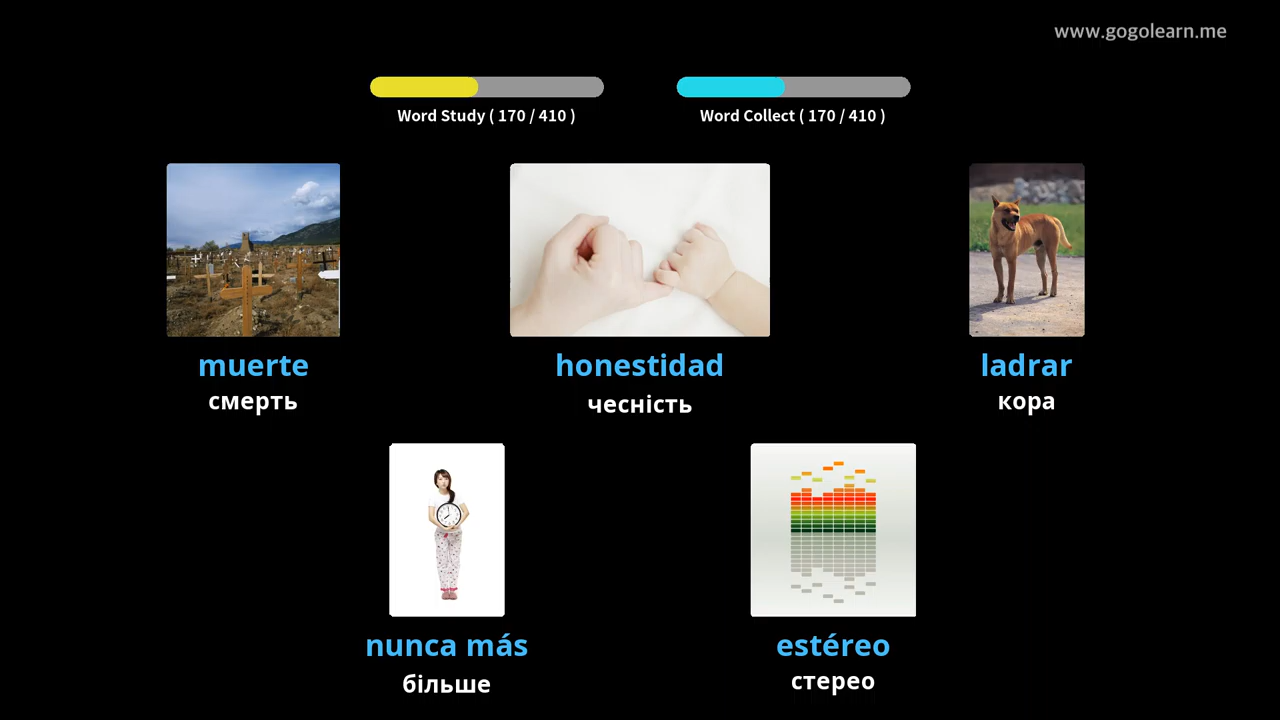 www.gogolearn.me
Word Study ( 170 / 410 )
Word Collect ( 170 / 410 )
muerte
смерть
honestidad
чесність
ladrar
кора
nunca más
більше
estéreo
стерео